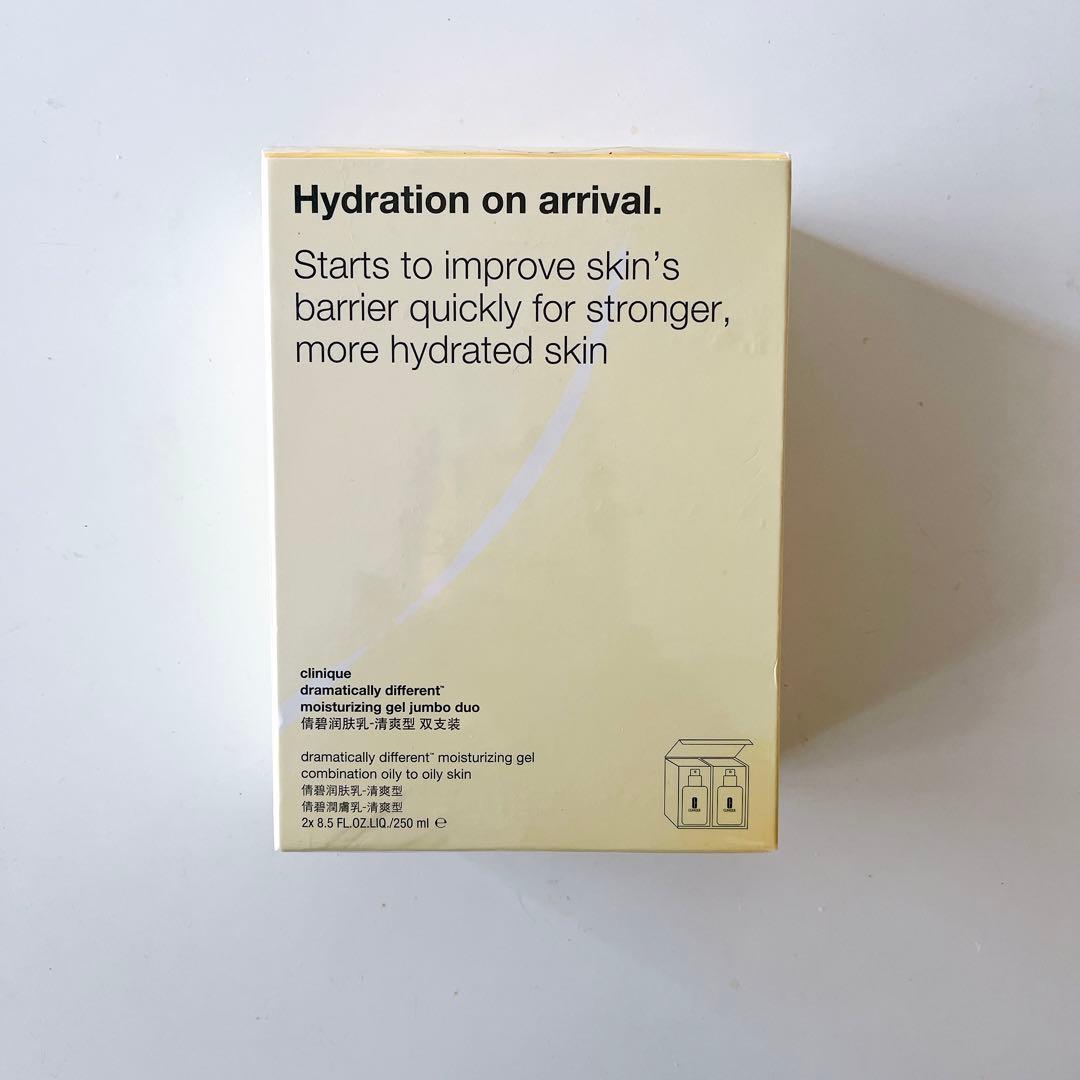 Hydration on arrival.
Starts to improve skin’s
barrier quickly for stronger,
more hydrated skin
clinique
dramatically different™
moisturizing gel jumbo duo
倩碧润肤乳-清爽型 双支装
dramatically different™ moisturizing gel
combination oily to oily skin
倩碧润肤乳-清爽型
倩碧潤膚乳-清爽型
2x 8.5 FL.OZ.LIQ./250 ml ℮
CLINIQUE CLINIQUE